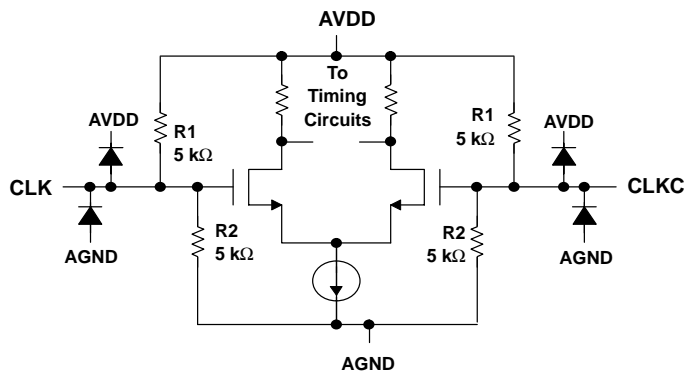 AVDD
To
Timing
Circuits
R1
5 kΩ
R1
5 kΩ
AVDD
AVDD
CLK
CLKC
R2
5 kΩ
R2
5 kΩ
AGND
AGND
AGND